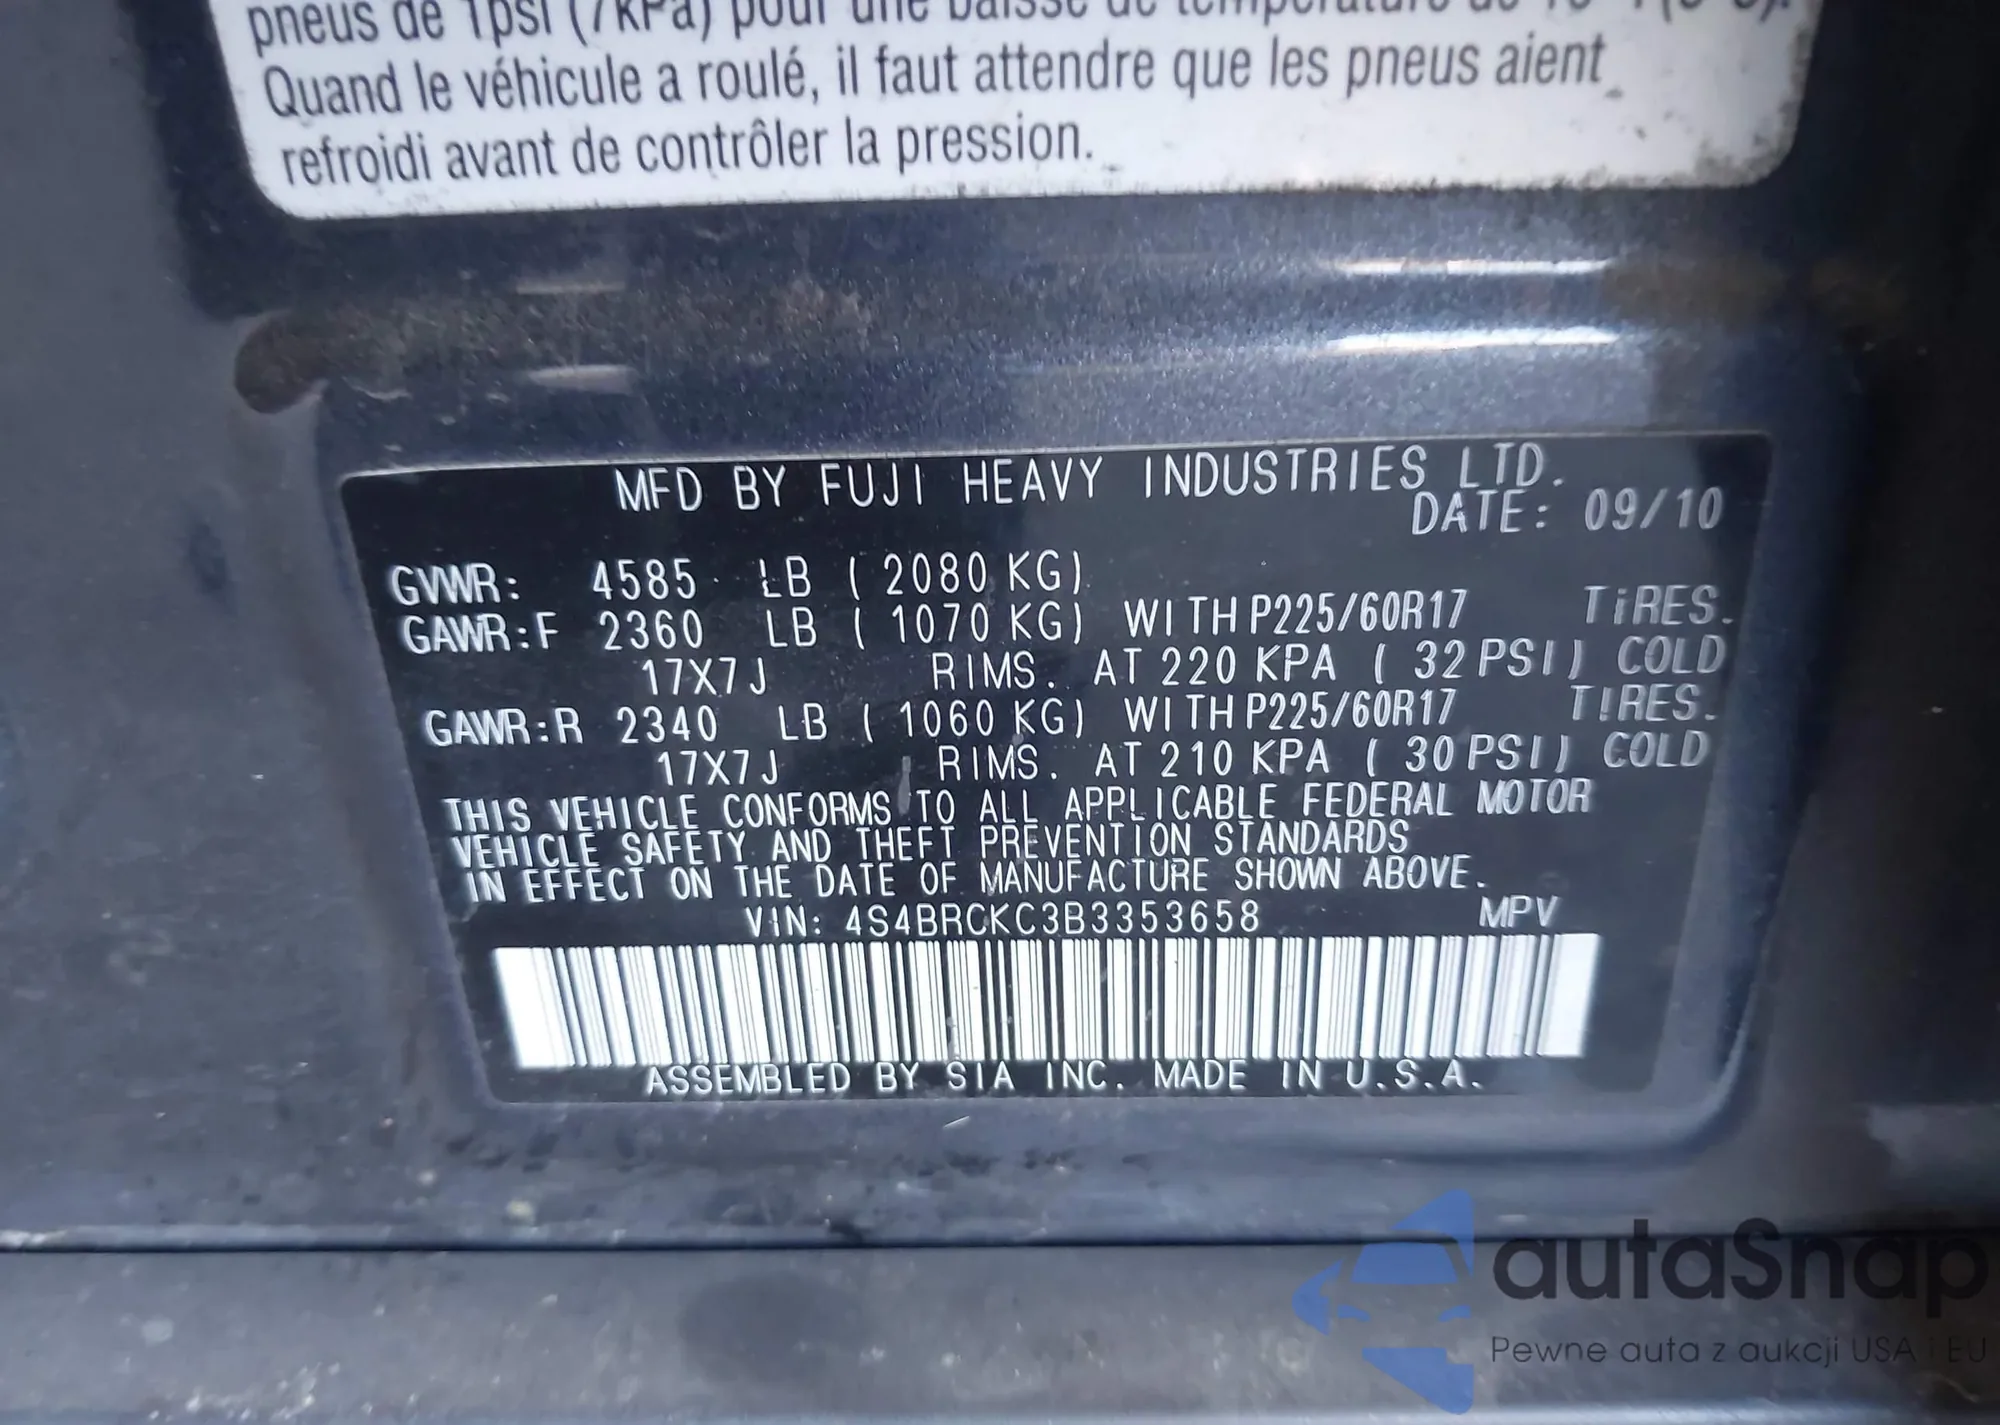 pneus de 1psi (7kPa) pour une baisse de température de
Quand le véhicule a roulé, il faut attendre que les pneus aient
refroidi avant de contrôler la pression.
MFD BY FUJI HEAVY INDUSTRIES LTD.
DATE: 09/10
GVWR: 4585 LB ( 2080 KG)
GAWR:F 2360 LB ( 1070 KG) WITH P225/60R17 TIRES.
17X7J RIMS. AT 220 KPA ( 32 PSI) COLD
GAWR:R 2340 LB ( 1060 KG) WITH P225/60R17 TIRES.
17X7J RIMS. AT 210 KPA ( 30 PSI) COLD
THIS VEHICLE CONFORMS TO ALL APPLICABLE FEDERAL MOTOR
VEHICLE SAFETY AND THEFT PREVENTION STANDARDS
IN EFFECT ON THE DATE OF MANUFACTURE SHOWN ABOVE.
VIN: 4S4BRCKC3B3353658 MPV
ASSEMBLED BY SIA INC. MADE IN U.S.A.
autaSnap
Pewne auta z aukcji USA i EU